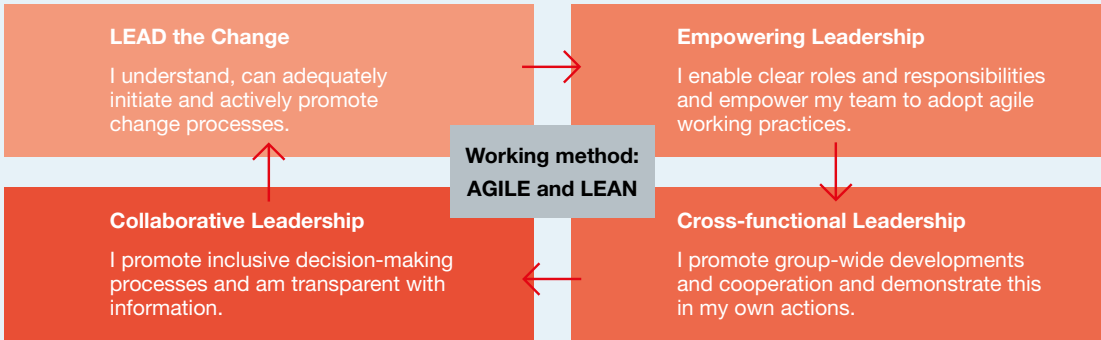 LEAD the Change
I understand, can adequately
initiate and actively promote
change processes.
Empowering Leadership
I enable clear roles and responsibilities
and empower my team to adopt agile
working practices.
Working method:
AGILE and LEAN
Collaborative Leadership
I promote inclusive decision-making
processes and am transparent with
information.
Cross-functional Leadership
I promote group-wide developments
and cooperation and demonstrate this
in my own actions.